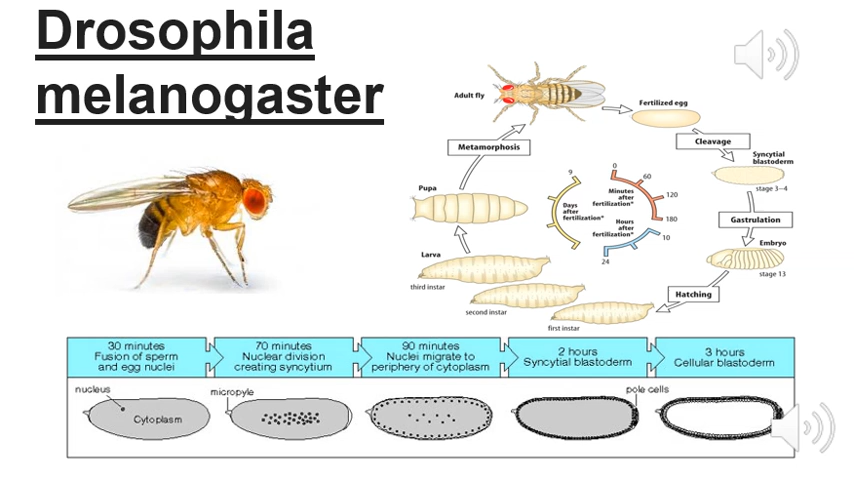 Drosophila
melanogaster
Adult fly
Fertilized egg
Cleavage
Syncytial
blastoderm
stage 3–4
Gastrulation
Embryo
stage 13
Hatching
first instar
second instar
third instar
Larva
Pupa
Metamorphosis
9
Days
after
fertilization*
0
60
120
180
Minutes
after
fertilization*
Hours
after
fertilization*
10
24
30 minutes
Fusion of sperm
and egg nuclei
70 minutes
Nuclear division
creating syncytium
90 minutes
Nuclei migrate to
periphery of cytoplasm
2 hours
Syncytial blastoderm
3 hours
Cellular blastoderm
nucleus
Cytoplasm
micropyle
pole cells